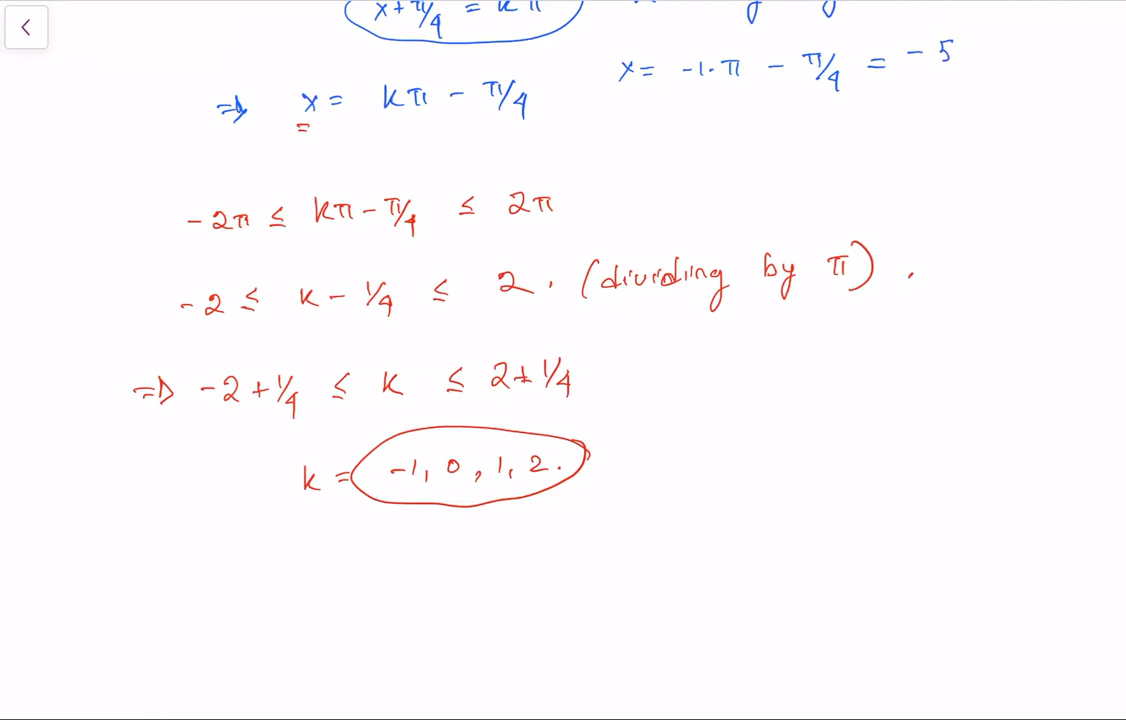 x + π/4 = kπ
x = -1·π - π/4 = - 5
⇒ x = kπ - π/4
-2π ≤ kπ - π/4 ≤ 2π
-2 ≤ k - 1/4 ≤ 2. (dividing by π).
⇒ -2 + 1/4 ≤ k ≤ 2 + 1/4
k = -1, 0, 1, 2.